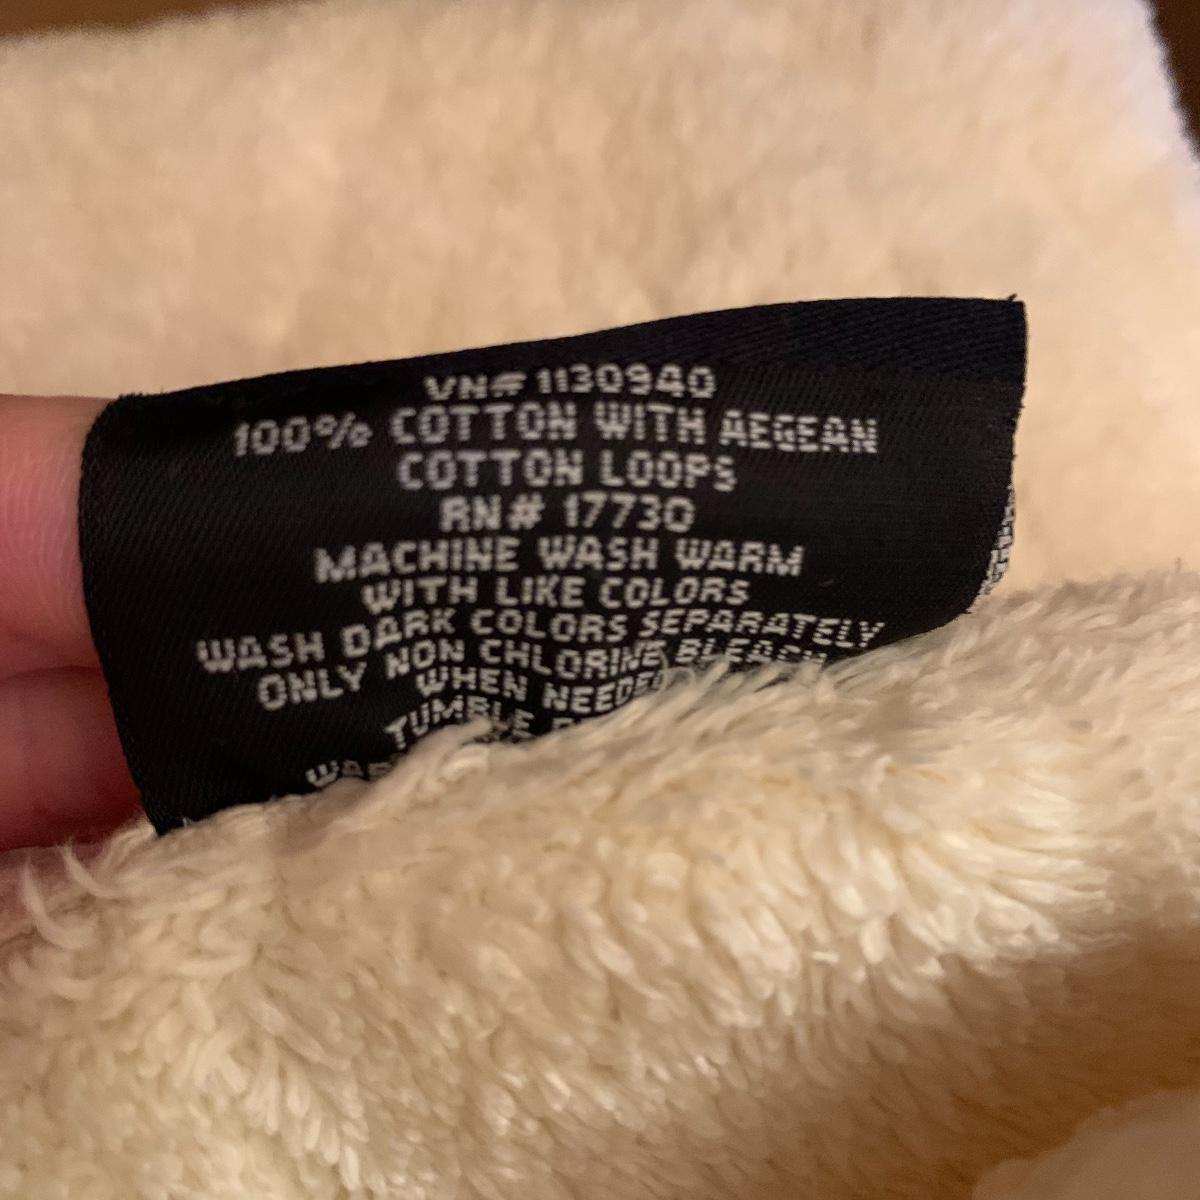 VN# 1130940
100% COTTON WITH AEGEAN
COTTON LOOPS
RN# 17730
MACHINE WASH WARM
WITH LIKE COLORS
WASH DARK COLORS SEPARATELY
ONLY NON CHLORINE BLEACH
WHEN NEEDED
TUMBLE